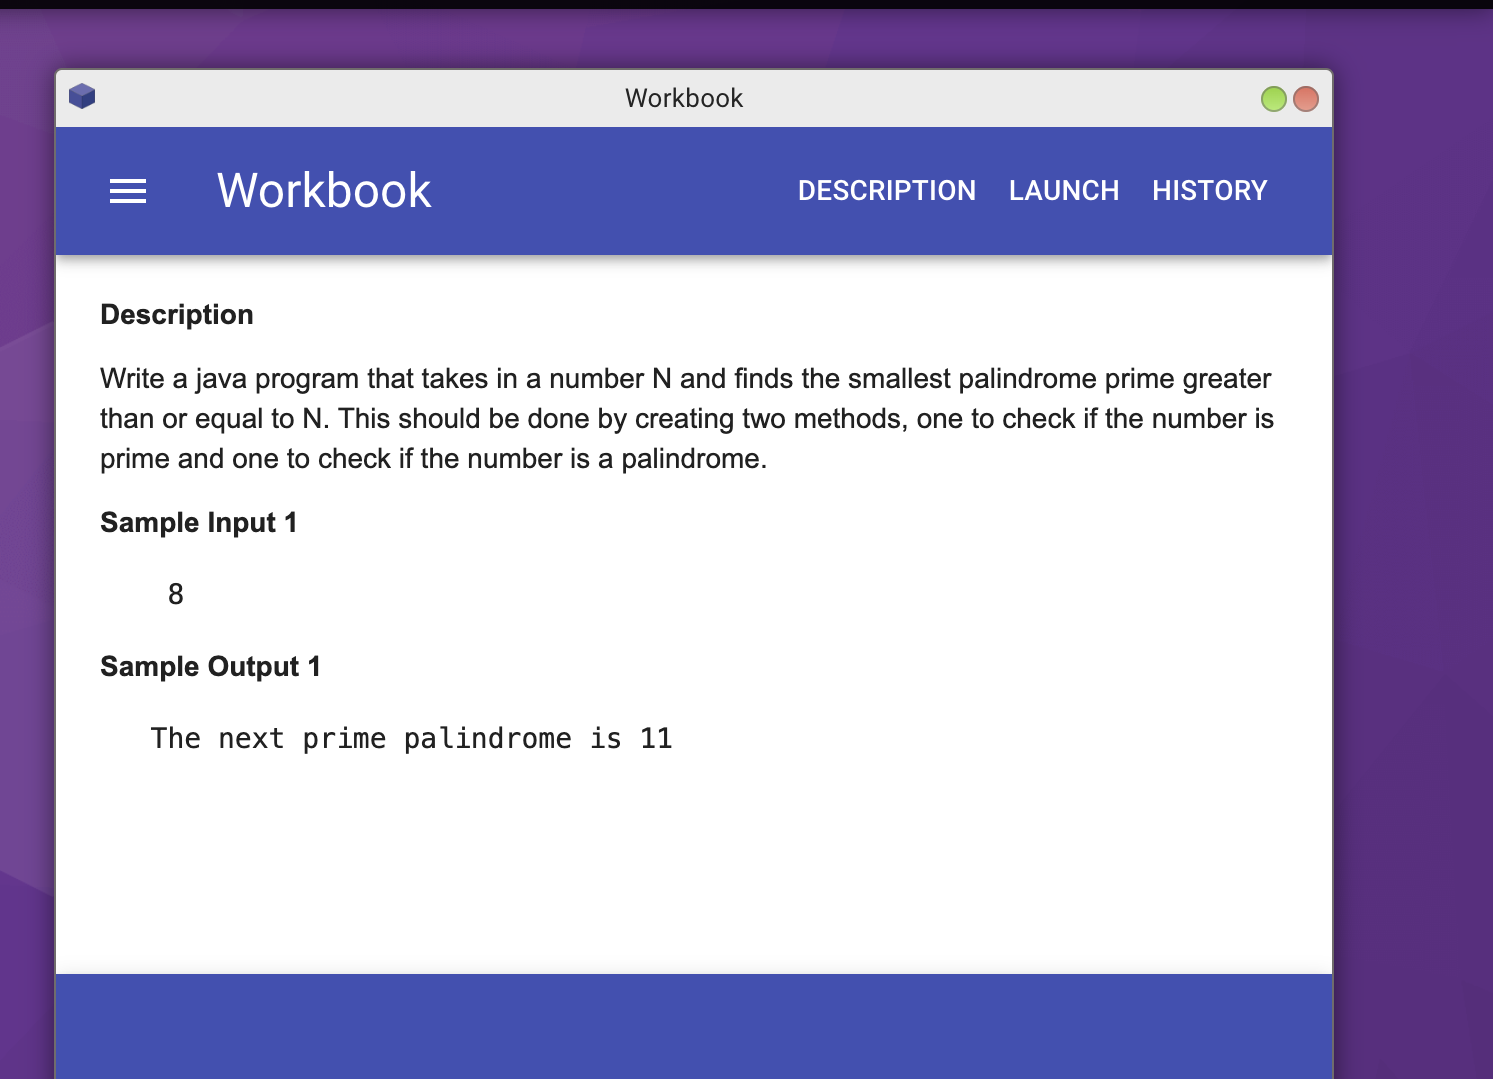 Workbook
Workbook
DESCRIPTION LAUNCH HISTORY
Description
Write a java program that takes in a number N and finds the smallest palindrome prime greater
than or equal to N. This should be done by creating two methods, one to check if the number is
prime and one to check if the number is a palindrome.
Sample Input 1
8
Sample Output 1
The next prime palindrome is 11